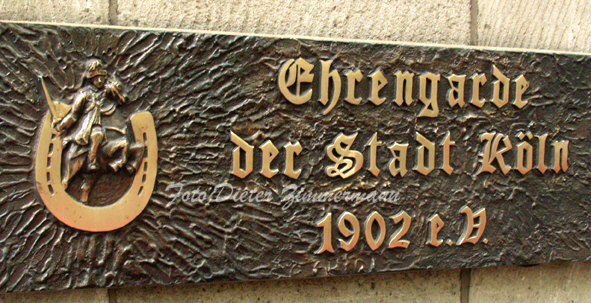 Ehrengarde
der Stadt Köln
Foto/Dieter Zimmermann
1902 e.V.